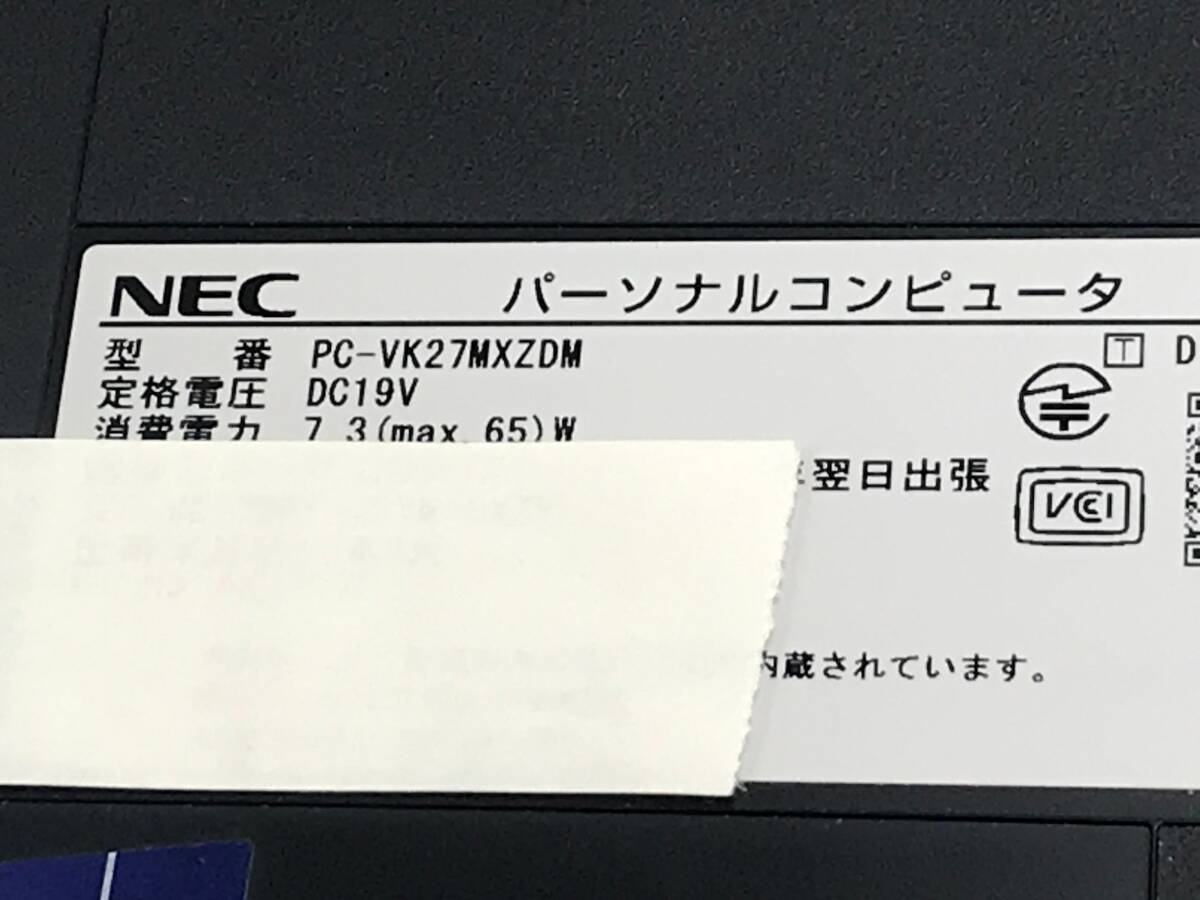 NEC パーソナルコンピュータ
型 番 PC-VK27MXZDM
T D
定格電圧 DC19V
消費電力 7.3(max.65)W
翌日出張
VCCI
内蔵されています。